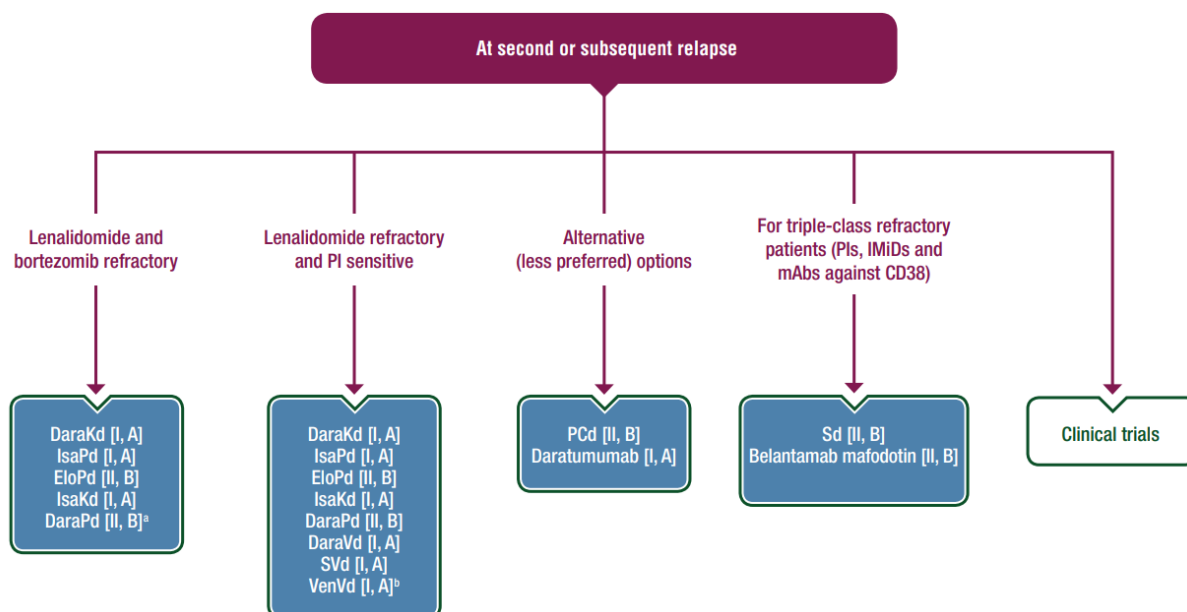 At second or subsequent relapse
Lenalidomide and
bortezomib refractory
Lenalidomide refractory
and PI sensitive
Alternative
(less preferred) options
For triple-class refractory
patients (PIs, IMiDs and
mAbs against CD38)
DaraKd [I, A]
IsaPd [I, A]
EloPd [II, B]
IsaKd [I, A]
DaraPd [II, B]ᵃ
DaraKd [I, A]
IsaPd [I, A]
EloPd [II, B]
IsaKd [I, A]
DaraPd [II, B]
DaraVd [I, A]
SVd [I, A]
VenVd [I, A]ᵇ
PCd [II, B]
Daratumumab [I, A]
Sd [II, B]
Belantamab mafodotin [II, B]
Clinical trials